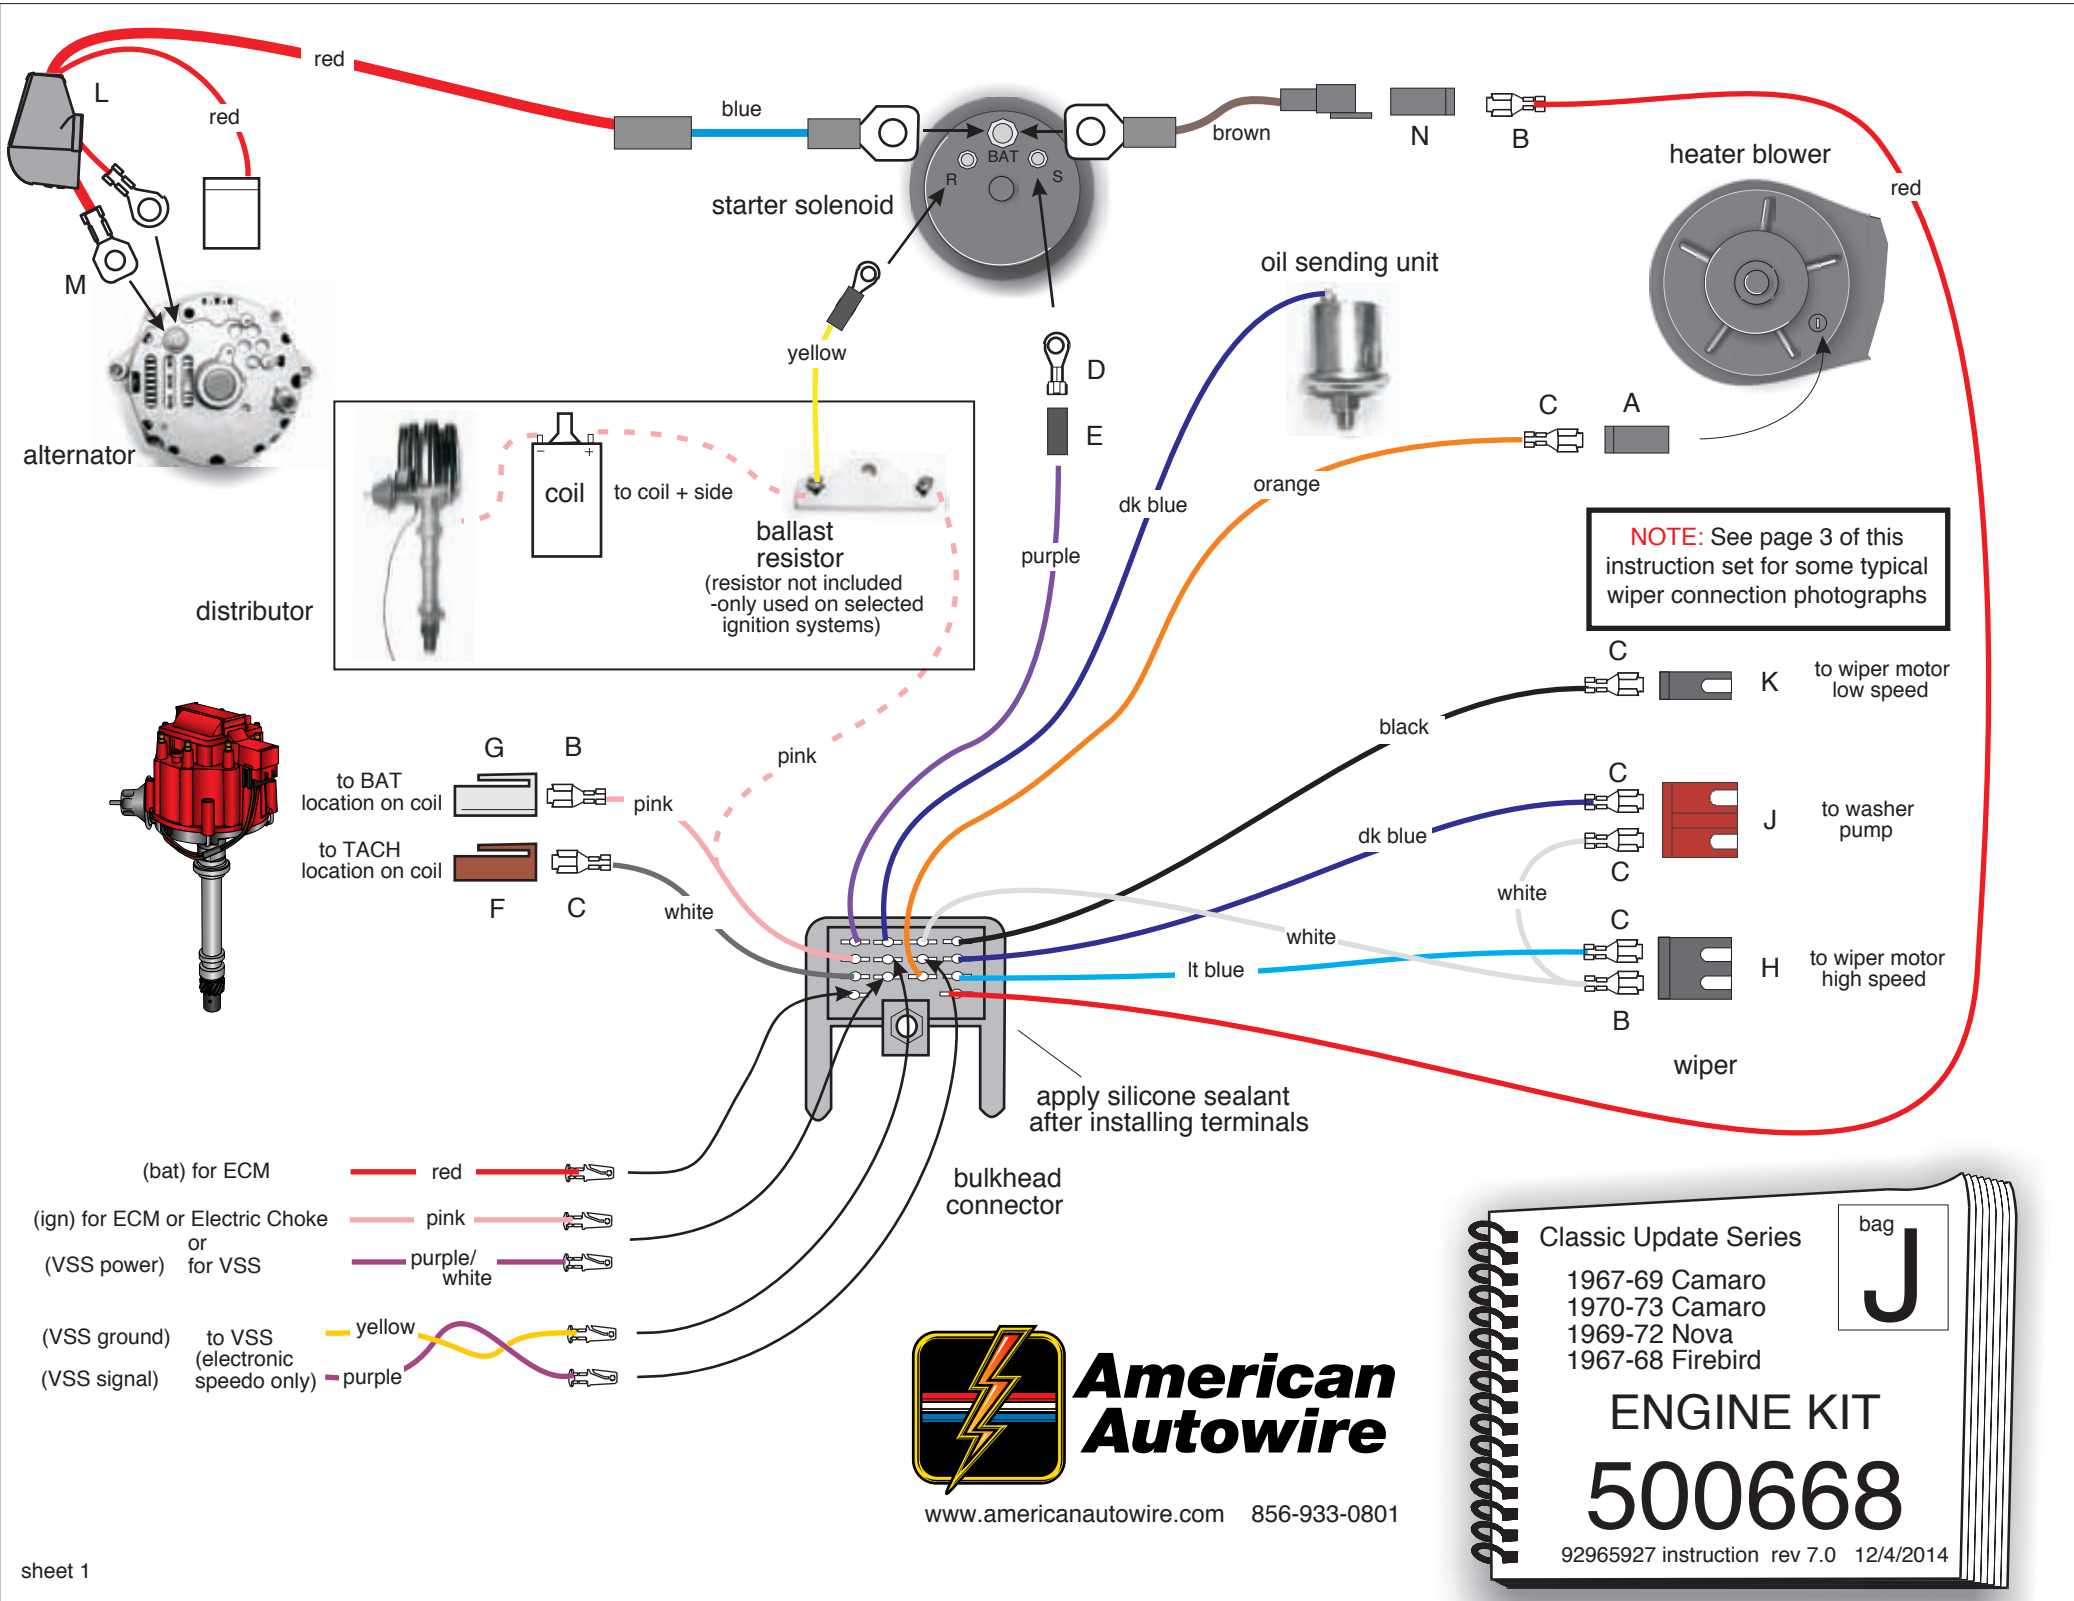 red
L
red
M
alternator
blue
BAT
R
S
starter solenoid
brown
N
B
heater blower
red
yellow
D
E
oil sending unit
C
A
orange
dk blue
purple
coil
-
+
to coil + side
ballast
resistor
(resistor not included
-only used on selected
ignition systems)
distributor
NOTE: See page 3 of this
instruction set for some typical
wiper connection photographs
C
K
to wiper motor
low speed
black
pink
G
B
to BAT
location on coil
pink
to TACH
location on coil
F
C
white
C
J
to washer
pump
dk blue
C
white
C
white
lt blue
H
to wiper motor
high speed
B
wiper
apply silicone sealant
after installing terminals
bulkhead
connector
(bat) for ECM
red
(ign) for ECM or Electric Choke
pink
or
(VSS power) for VSS
purple/
white
(VSS ground)
to VSS
(electronic
speedo only)
yellow
(VSS signal)
purple
American
Autowire
www.americanautowire.com 856-933-0801
Classic Update Series
bag
J
1967-69 Camaro
1970-73 Camaro
1969-72 Nova
1967-68 Firebird
ENGINE KIT
500668
92965927 instruction rev 7.0 12/4/2014
sheet 1